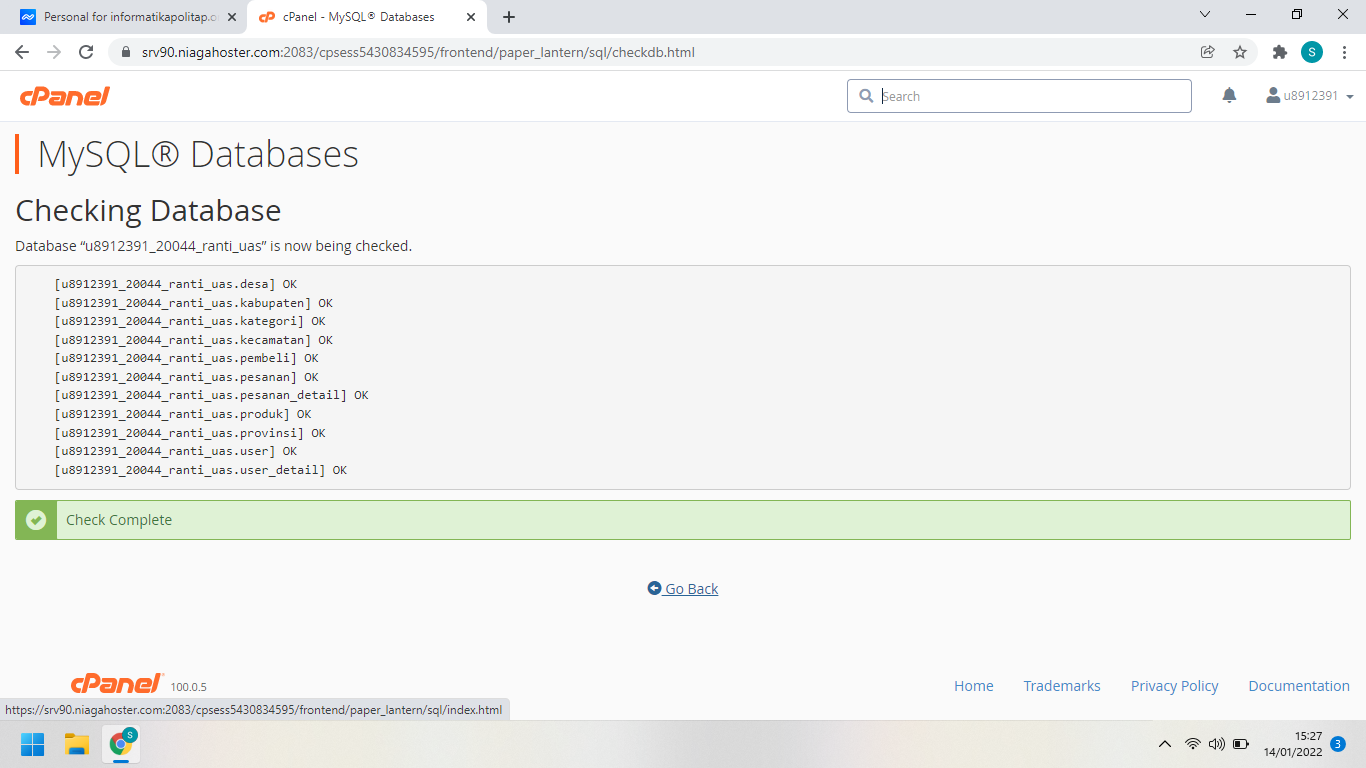 Personal for informatikapolitap.o
cPanel - MySQL® Databases
srv90.niagahoster.com:2083/cpsess5430834595/frontend/paper_lantern/sql/checkdb.html
S
cPanel
Search
u8912391
MySQL® Databases
Checking Database
Database “u8912391_20044_ranti_uas” is now being checked.
[u8912391_20044_ranti_uas.desa] OK
[u8912391_20044_ranti_uas.kabupaten] OK
[u8912391_20044_ranti_uas.kategori] OK
[u8912391_20044_ranti_uas.kecamatan] OK
[u8912391_20044_ranti_uas.pembeli] OK
[u8912391_20044_ranti_uas.pesanan] OK
[u8912391_20044_ranti_uas.pesanan_detail] OK
[u8912391_20044_ranti_uas.produk] OK
[u8912391_20044_ranti_uas.provinsi] OK
[u8912391_20044_ranti_uas.user] OK
[u8912391_20044_ranti_uas.user_detail] OK
Check Complete
Go Back
cPanel 100.0.5
Home Trademarks Privacy Policy Documentation
https://srv90.niagahoster.com:2083/cpsess5430834595/frontend/paper_lantern/sql/index.html
S
15:27
14/01/2022
3